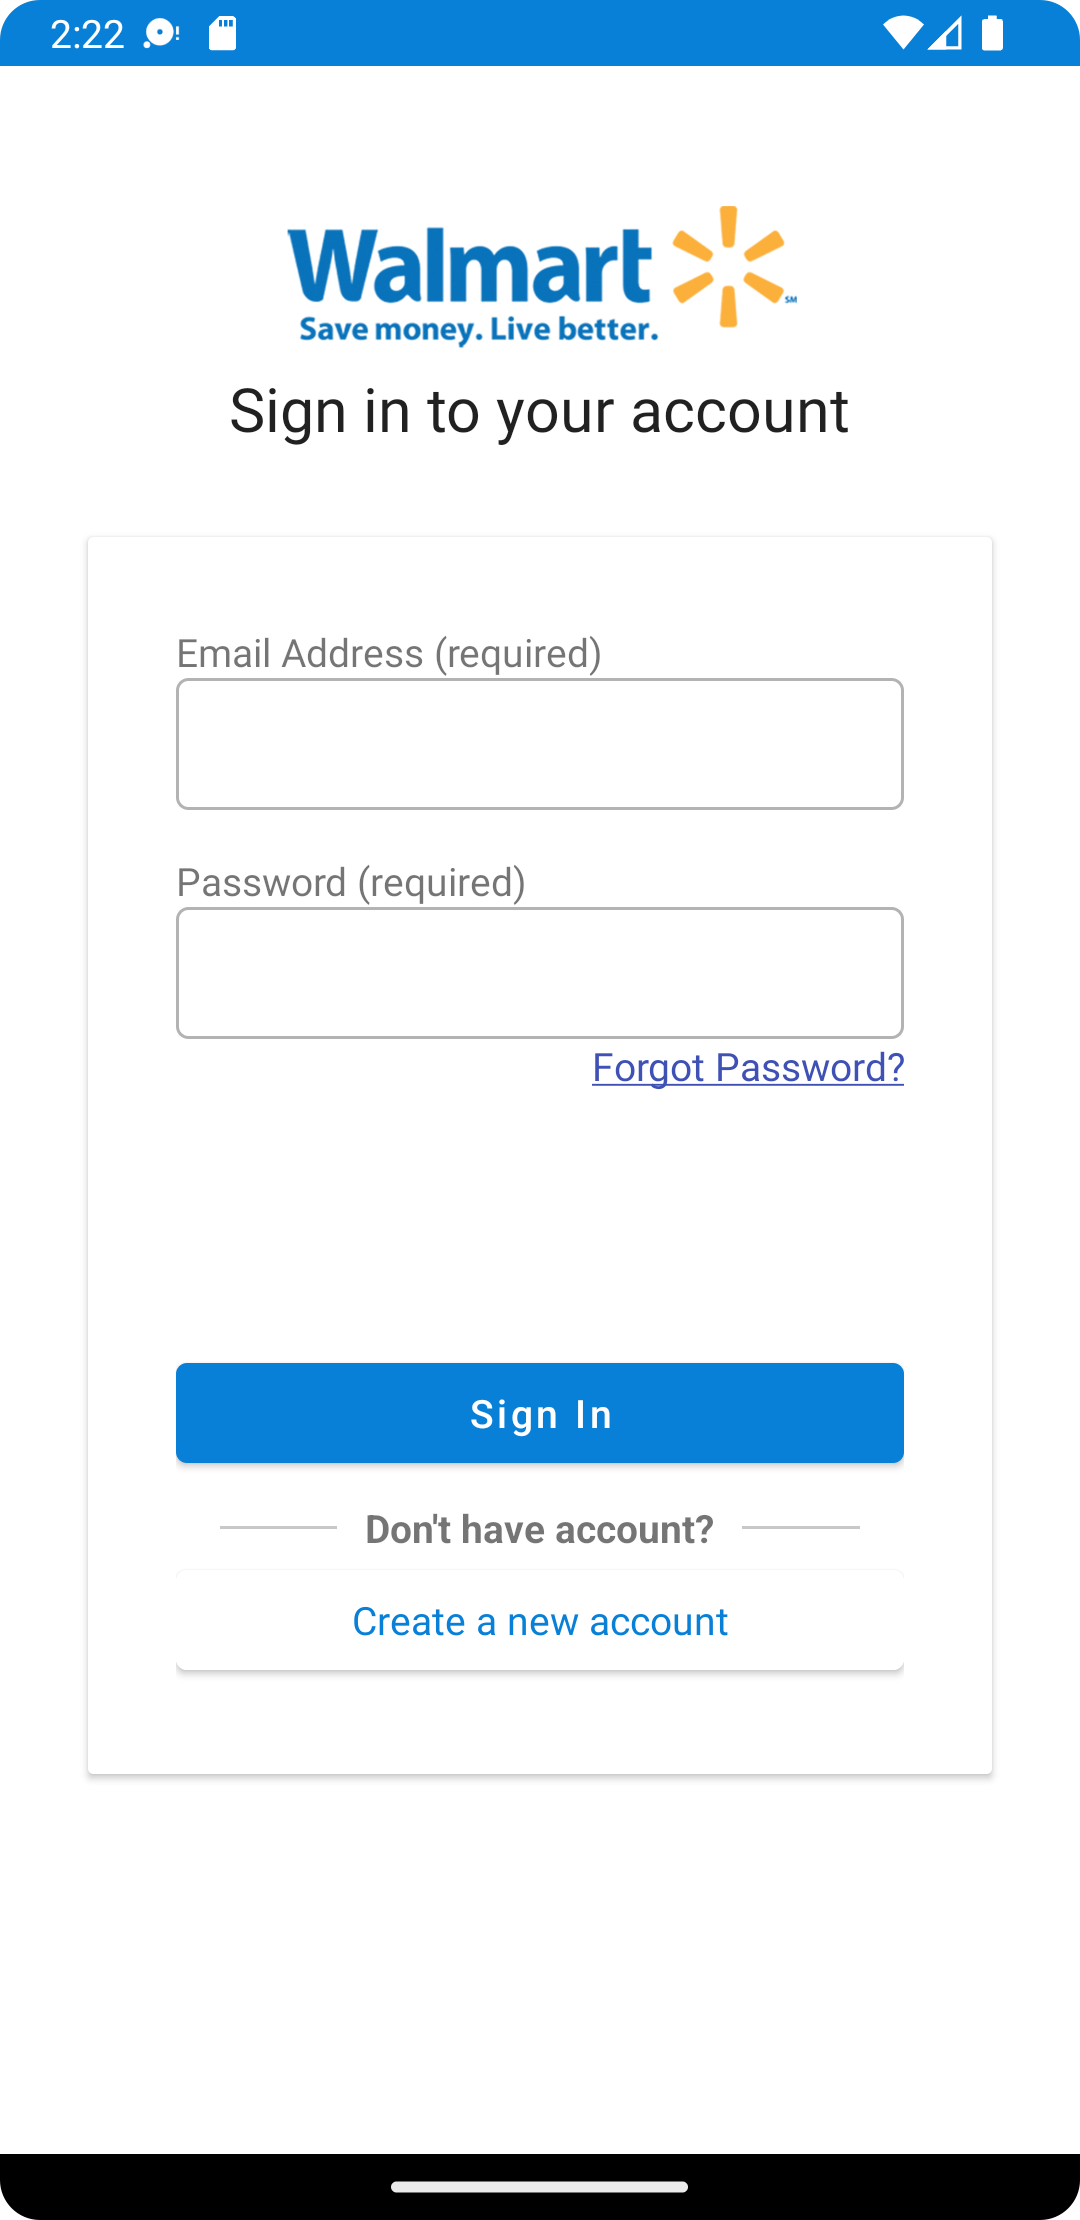 2:22
Walmart
SM
Save money. Live better.
Sign in to your account
Email Address (required)
Password (required)
Forgot Password?
Sign In
Don't have account?
Create a new account